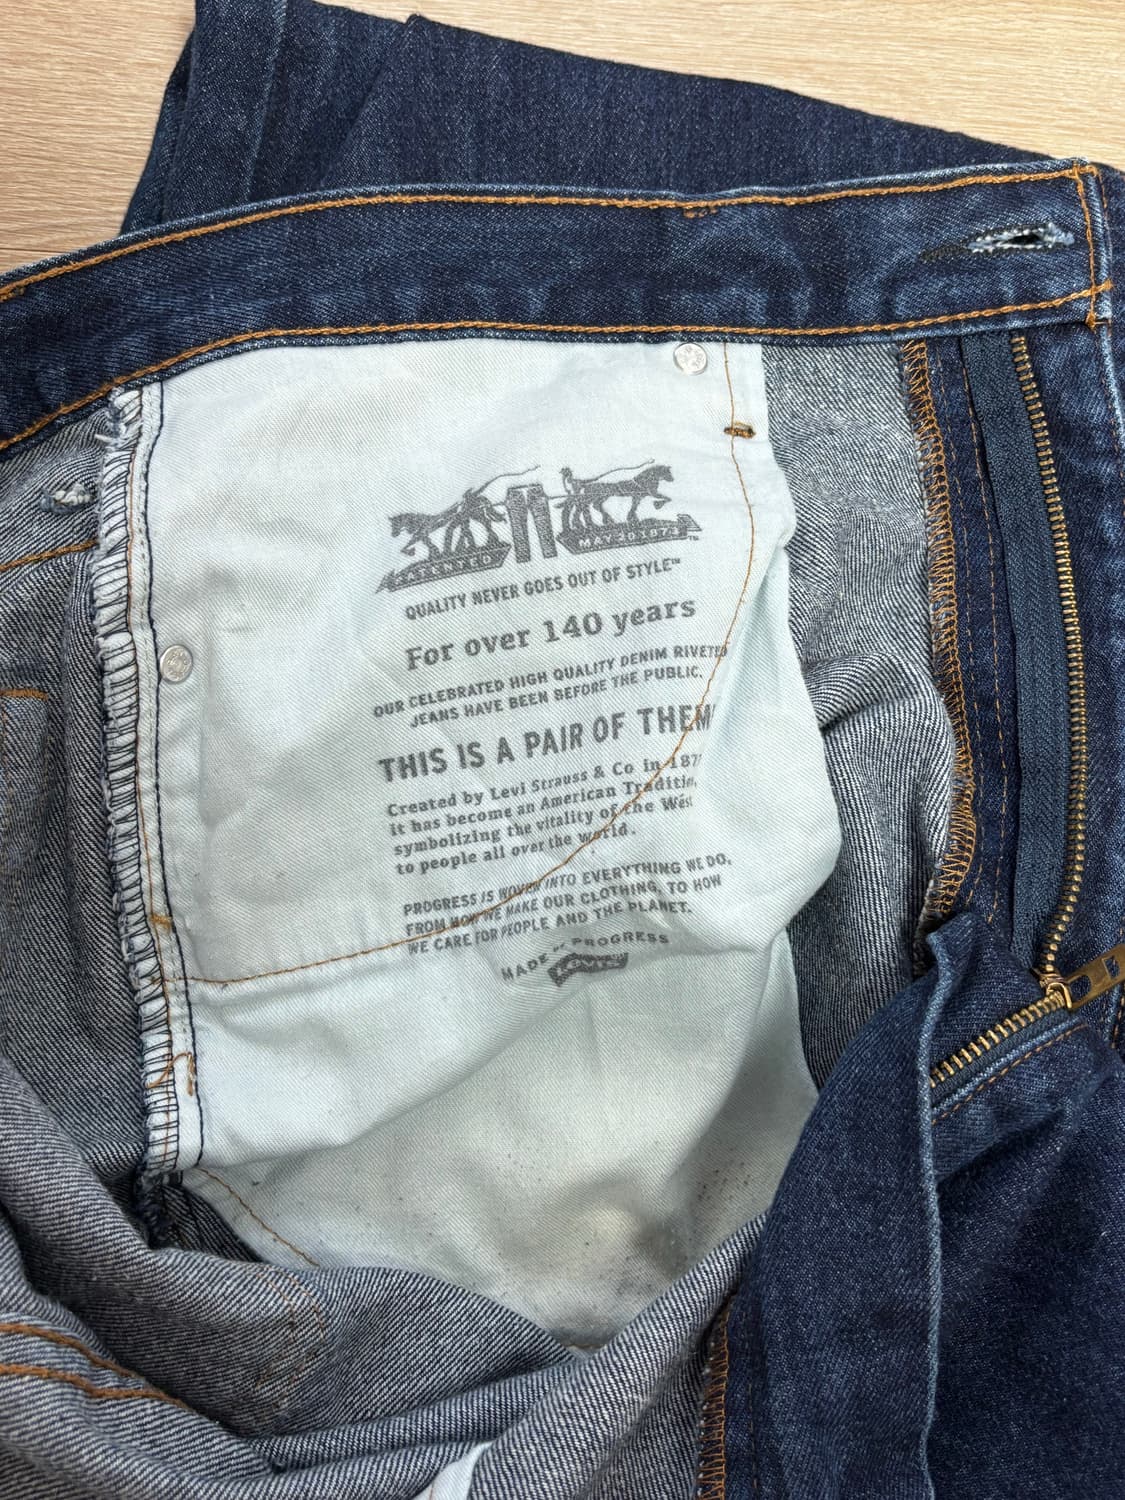 PATENTED MAY 20 1873
QUALITY NEVER GOES OUT OF STYLE™
For over 140 years
OUR CELEBRATED HIGH QUALITY DENIM RIVETED
JEANS HAVE BEEN BEFORE THE PUBLIC.
THIS IS A PAIR OF THEM
Created by Levi Strauss & Co in 187
it has become an American Traditio
symbolizing the vitality of the West
to people all over the world.
PROGRESS IS WOVEN INTO EVERYTHING WE DO,
FROM HOW WE MAKE OUR CLOTHING, TO HOW
WE CARE FOR PEOPLE AND THE PLANET.
MADE OF PROGRESS
LEVI'S